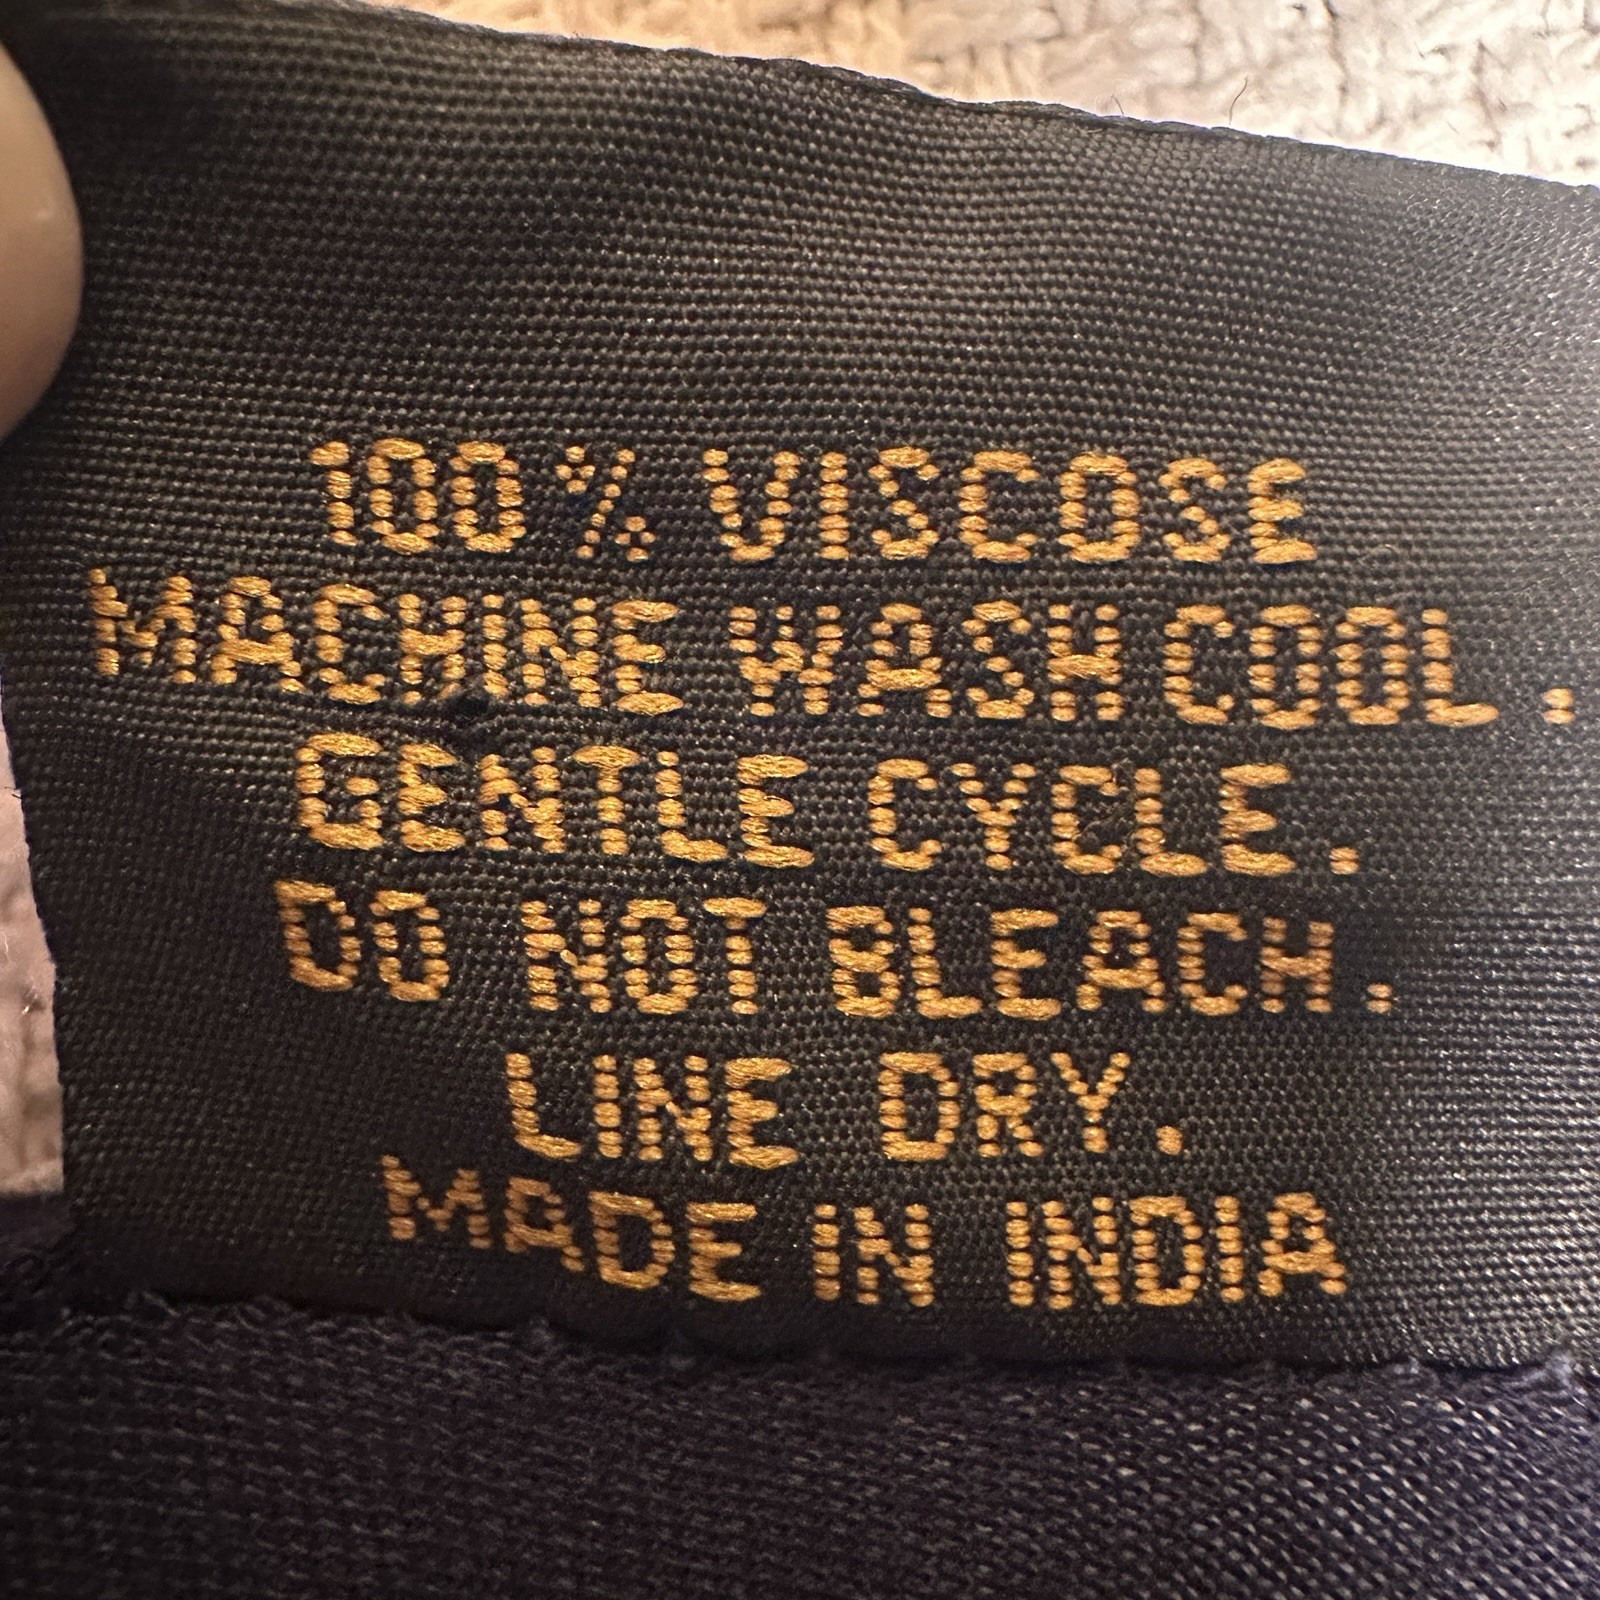 100% VISCOSE
MACHINE WASH COOL.
GENTLE CYCLE.
DO NOT BLEACH.
LINE DRY.
MADE IN INDIA